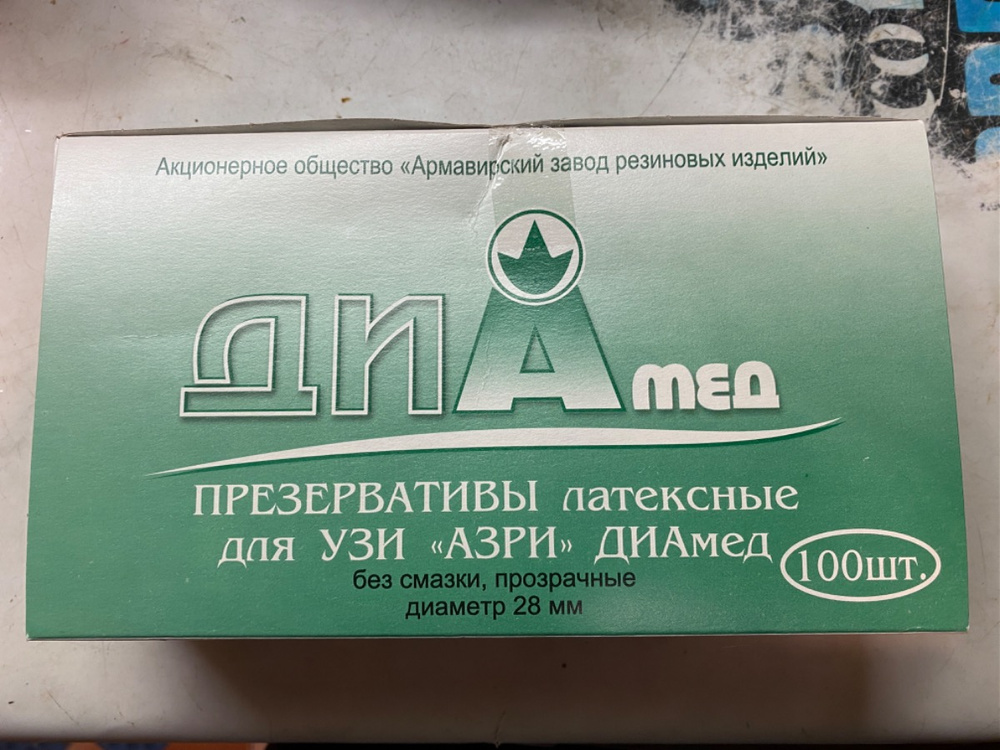 Акционерное общество «Армавирский завод резиновых изделий»
ДИАмед
ПРЕЗЕРВАТИВЫ латексные
для УЗИ «АЗРИ» ДИАмед
100шт.
без смазки, прозрачные
диаметр 28 мм